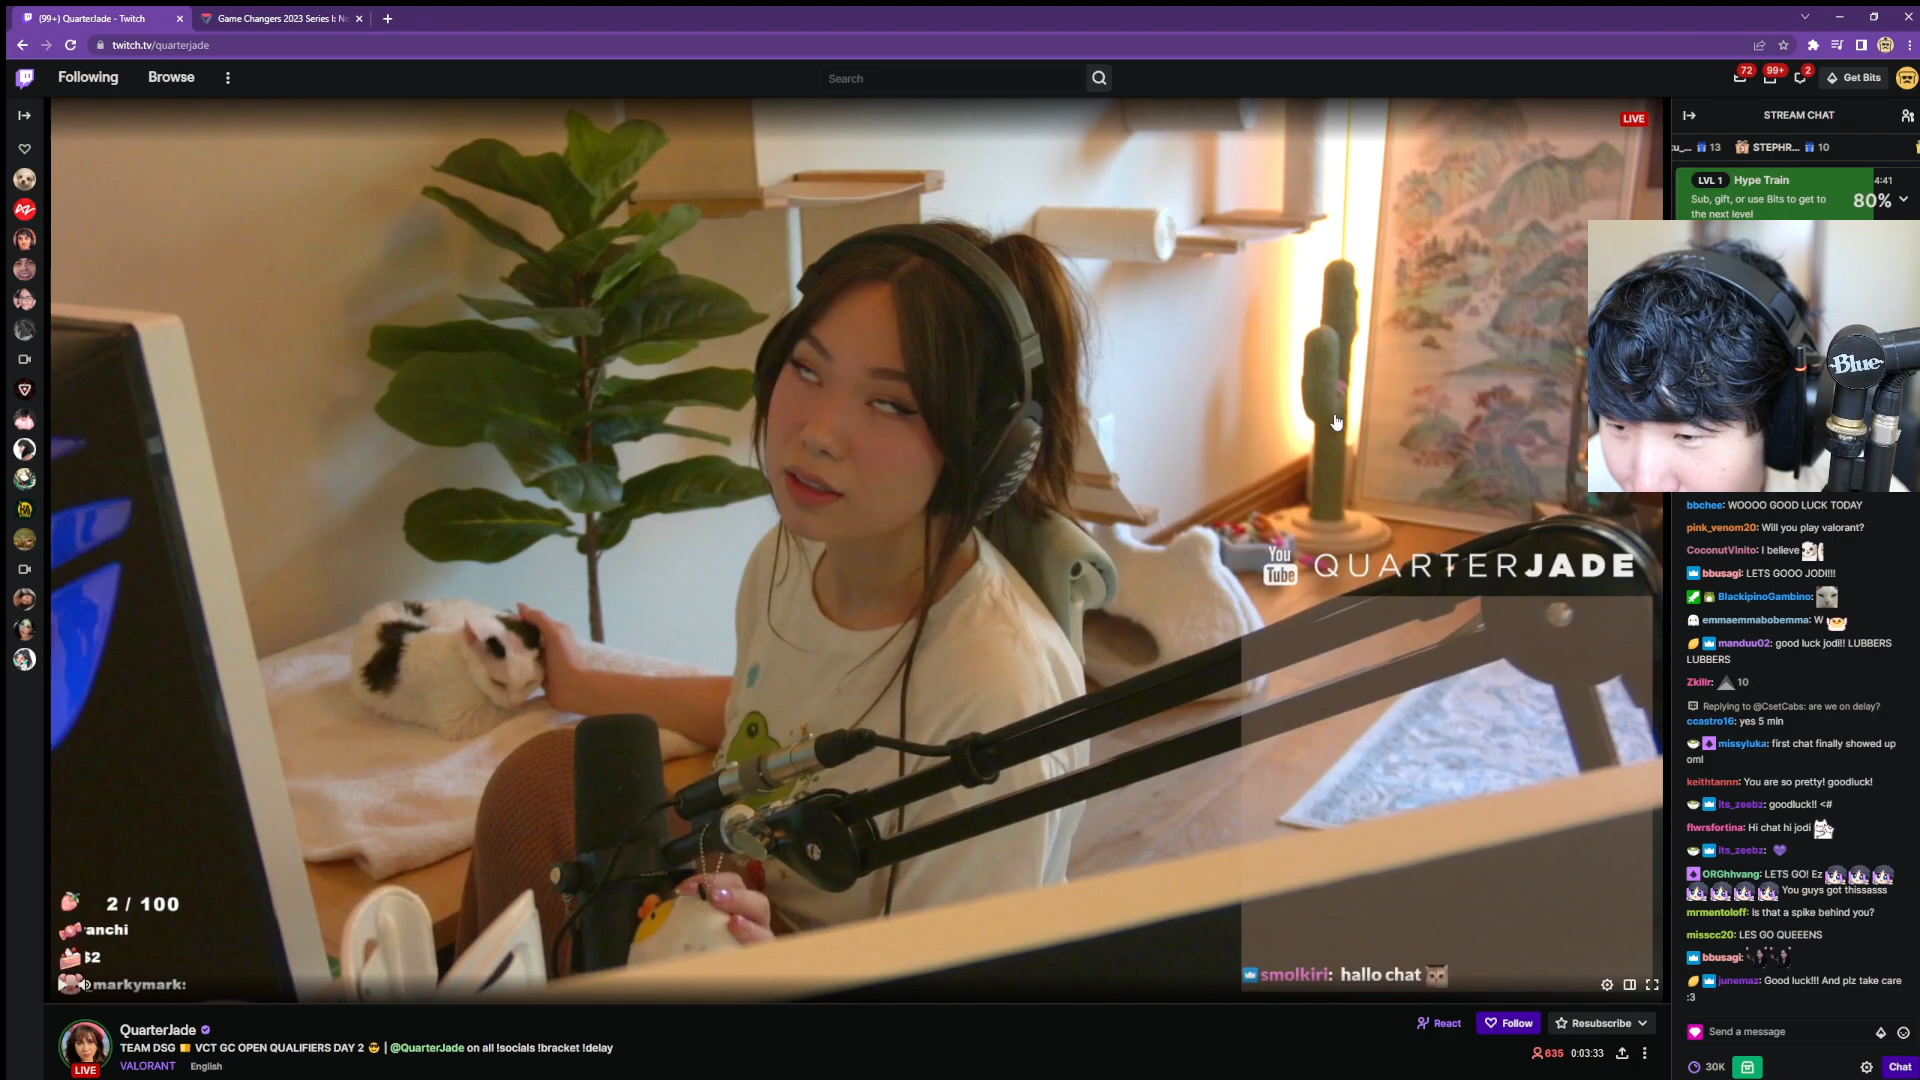 (99+) QuarterJade - Twitch
Game Changers 2023 Series I: No
twitch.tv/quarterjade
Following
Browse
Search
72
99+
2
Get Bits
LIVE
STREAM CHAT
13
STEPHR...
10
LVL 1 Hype Train
4:41
Sub, gift, or use Bits to get to
the next level
80%
Blue
bbchee: WOOOO GOOD LUCK TODAY
pink_venom20: Will you play valorant?
CoconutVinito: I believe
bbusagi: LETS GOOO JODI!!!
BlackipinoGambino:
emmaemmabobemma: W
manduu02: good luck jodi!! LUBBERS
LUBBERS
Zkillr: 10
Replying to @CsetCabs: are we on delay?
ccastro16: yes 5 min
missyluka: first chat finally showed up
oml
keithtannn: You are so pretty! goodluck!
its_zeebz: goodluck!! <#
flwrsfortina: Hi chat hi jodi
its_zeebz:
ORGhhvang: LETS GO! Ez
You guys got thissasss
mrmentoloff: Is that a spike behind you?
misscc20: LES GO QUEEENS
bbusagi:
junemaz: Good luck!!! And plz take care
:3
Send a message
30K
Chat
You
Tube
QUARTERJADE
2 / 100
anchi
$2
_markymark:
smolkiri: hallo chat
QuarterJade
TEAM DSG VCT GC OPEN QUALIFIERS DAY 2 | @QuarterJade on all !socials !bracket !delay
VALORANT
English
LIVE
React
Follow
Resubscribe
635
0:03:33